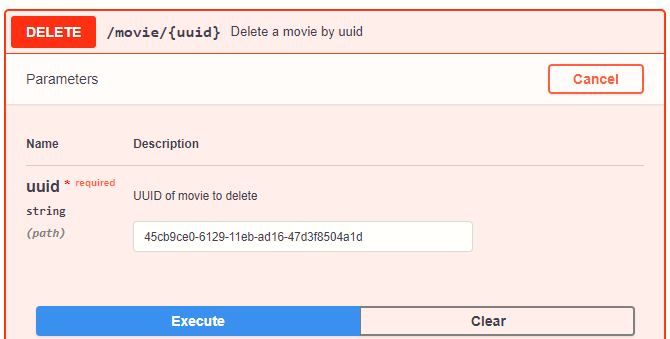 DELETE /movie/{uuid} Delete a movie by uuid
Parameters Cancel
Name Description
uuid * required
UUID of movie to delete
string
(path)
45cb9ce0-6129-11eb-ad16-47d3f8504a1d
Execute Clear